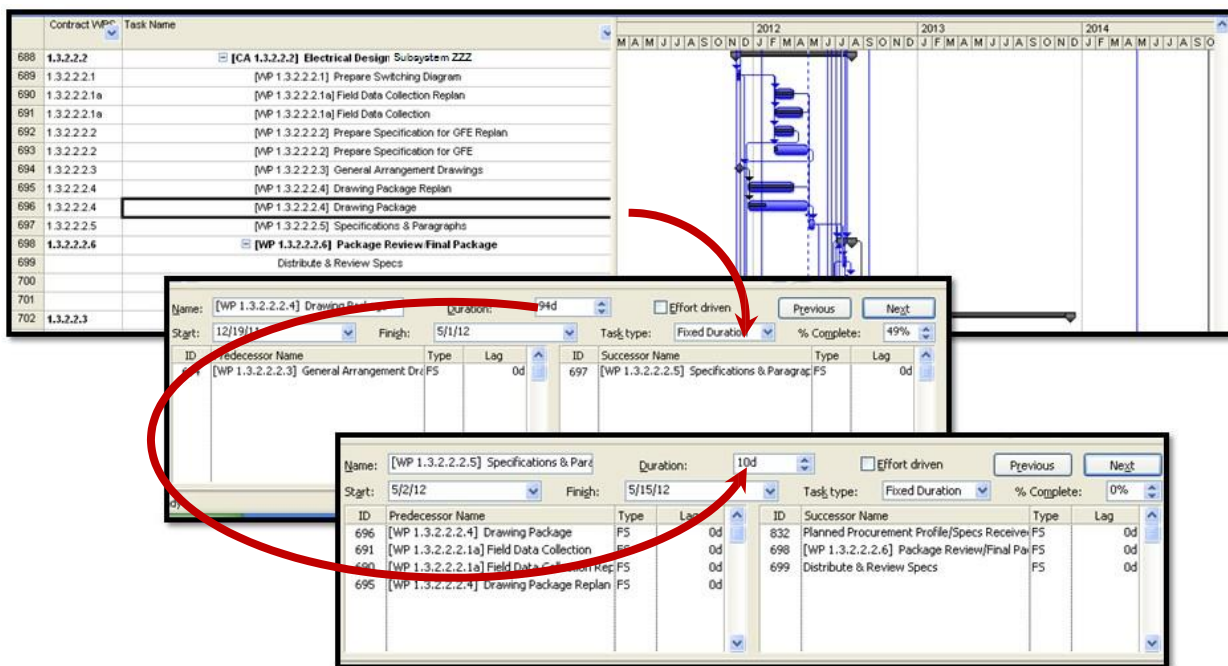 Contract WPS Task Name
2012 2013 2014
M A M J J A S O N D J F M A M J J A S O N D J F M A M J J A S O N D J F M A M J J A S O
688 1.3.2.2.2 [CA 1.3.2.2.2] Electrical Design Subsystem ZZZ
689 1.3.2.2.2.1 [WP 1.3.2.2.2.1] Prepare Switching Diagram
690 1.3.2.2.2.1a [WP 1.3.2.2.2.1a] Field Data Collection Replan
691 1.3.2.2.2.1a [WP 1.3.2.2.2.1a] Field Data Collection
692 1.3.2.2.2.2 [WP 1.3.2.2.2.2] Prepare Specification for GFE Replan
693 1.3.2.2.2.2 [WP 1.3.2.2.2.2] Prepare Specification for GFE
694 1.3.2.2.2.3 [WP 1.3.2.2.2.3] General Arrangement Drawings
695 1.3.2.2.2.4 [WP 1.3.2.2.2.4] Drawing Package Replan
696 1.3.2.2.2.4 [WP 1.3.2.2.2.4] Drawing Package
697 1.3.2.2.2.5 [WP 1.3.2.2.2.5] Specifications & Paragraphs
698 1.3.2.2.2.6 [WP 1.3.2.2.2.6] Package Review/Final Package
699 Distribute & Review Specs
700
701
702 1.3.2.2.3
Name: [WP 1.3.2.2.2.4] Drawing Package Duration: 94d Effort driven Previous Next
Start: 12/19/11 Finish: 5/1/12 Task type: Fixed Duration % Complete: 49%
ID Predecessor Name Type Lag ID Successor Name Type Lag
[WP 1.3.2.2.2.3] General Arrangement Dra FS 0d 697 [WP 1.3.2.2.2.5] Specifications & Paragrap FS 0d
Name: [WP 1.3.2.2.2.5] Specifications & Para Duration: 10d Effort driven Previous Next
Start: 5/2/12 Finish: 5/15/12 Task type: Fixed Duration % Complete: 0%
ID Predecessor Name Type Lag ID Successor Name Type Lag
696 [WP 1.3.2.2.2.4] Drawing Package FS 0d 832 Planned Procurement Profile/Specs Receive FS 0d
691 [WP 1.3.2.2.2.1a] Field Data Collection FS 0d 698 [WP 1.3.2.2.2.6] Package Review/Final Pa FS 0d
690 [WP 1.3.2.2.2.1a] Field Data Collection Rep FS 0d 699 Distribute & Review Specs FS 0d
695 [WP 1.3.2.2.2.4] Drawing Package Replan FS 0d